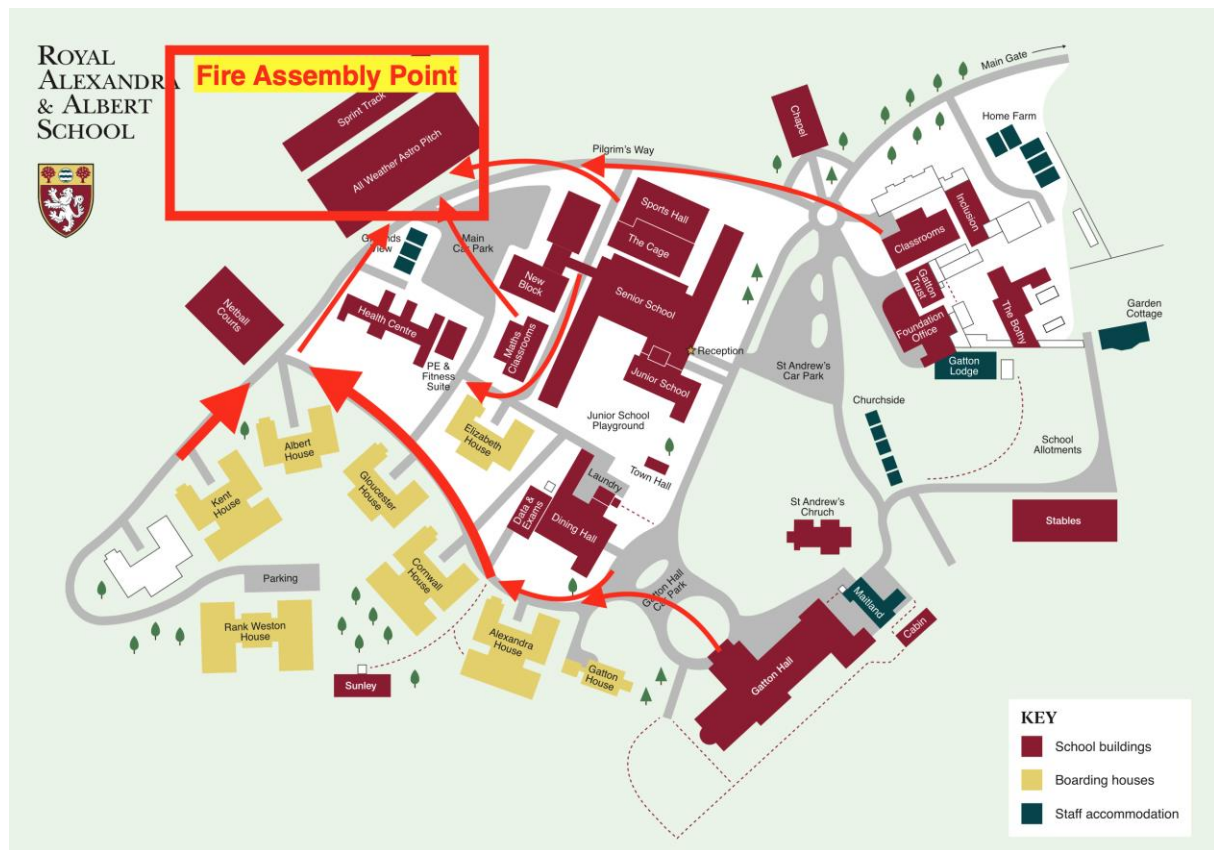 ROYAL
ALEXANDRA
& ALBERT
SCHOOL
Fire Assembly Point
Sprint Track
All Weather Astro Pitch
Main Gate
Home Farm
Chapel
Pilgrim's Way
Sports Hall
The Cage
Inclusion
Classrooms
Main
Car Park
Grounds
View
New
Block
Senior School
Gatton
Trust
Netball
Courts
Health Centre
Maths
Classrooms
Foundation
Office
The Bothy
Garden
Cottage
Reception
PE &
Fitness
Suite
Junior School
St Andrew's
Car Park
Gatton
Lodge
Churchside
Junior School
Playground
Elizabeth
House
Albert
House
School
Allotments
Gloucester
House
Kent
House
Laundry
Town Hall
Data &
Exams
Dining Hall
St Andrew's
Chruch
Stables
Parking
Cornwall
House
Gatton Hall
Car Park
Maitland
Rank Weston
House
Alexandra
House
Cabin
Gatton
House
Gatton Hall
Sunley
KEY
School buildings
Boarding houses
Staff accommodation